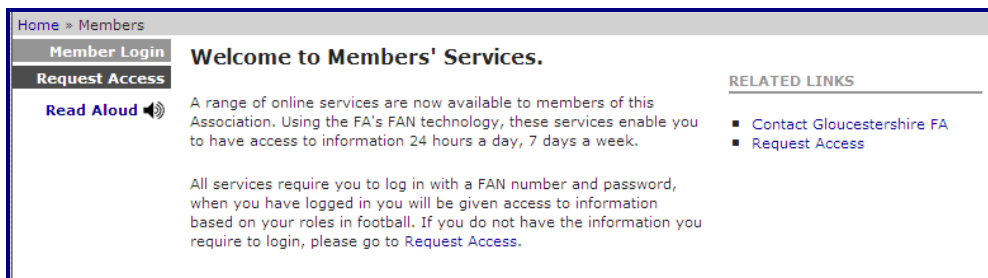 Home » Members
Member Login
Request Access
Read Aloud
Welcome to Members' Services.
A range of online services are now available to members of this
Association. Using the FA's FAN technology, these services enable you
to have access to information 24 hours a day, 7 days a week.
All services require you to log in with a FAN number and password,
when you have logged in you will be given access to information
based on your roles in football. If you do not have the information you
require to login, please go to Request Access.
RELATED LINKS
Contact Gloucestershire FA
Request Access